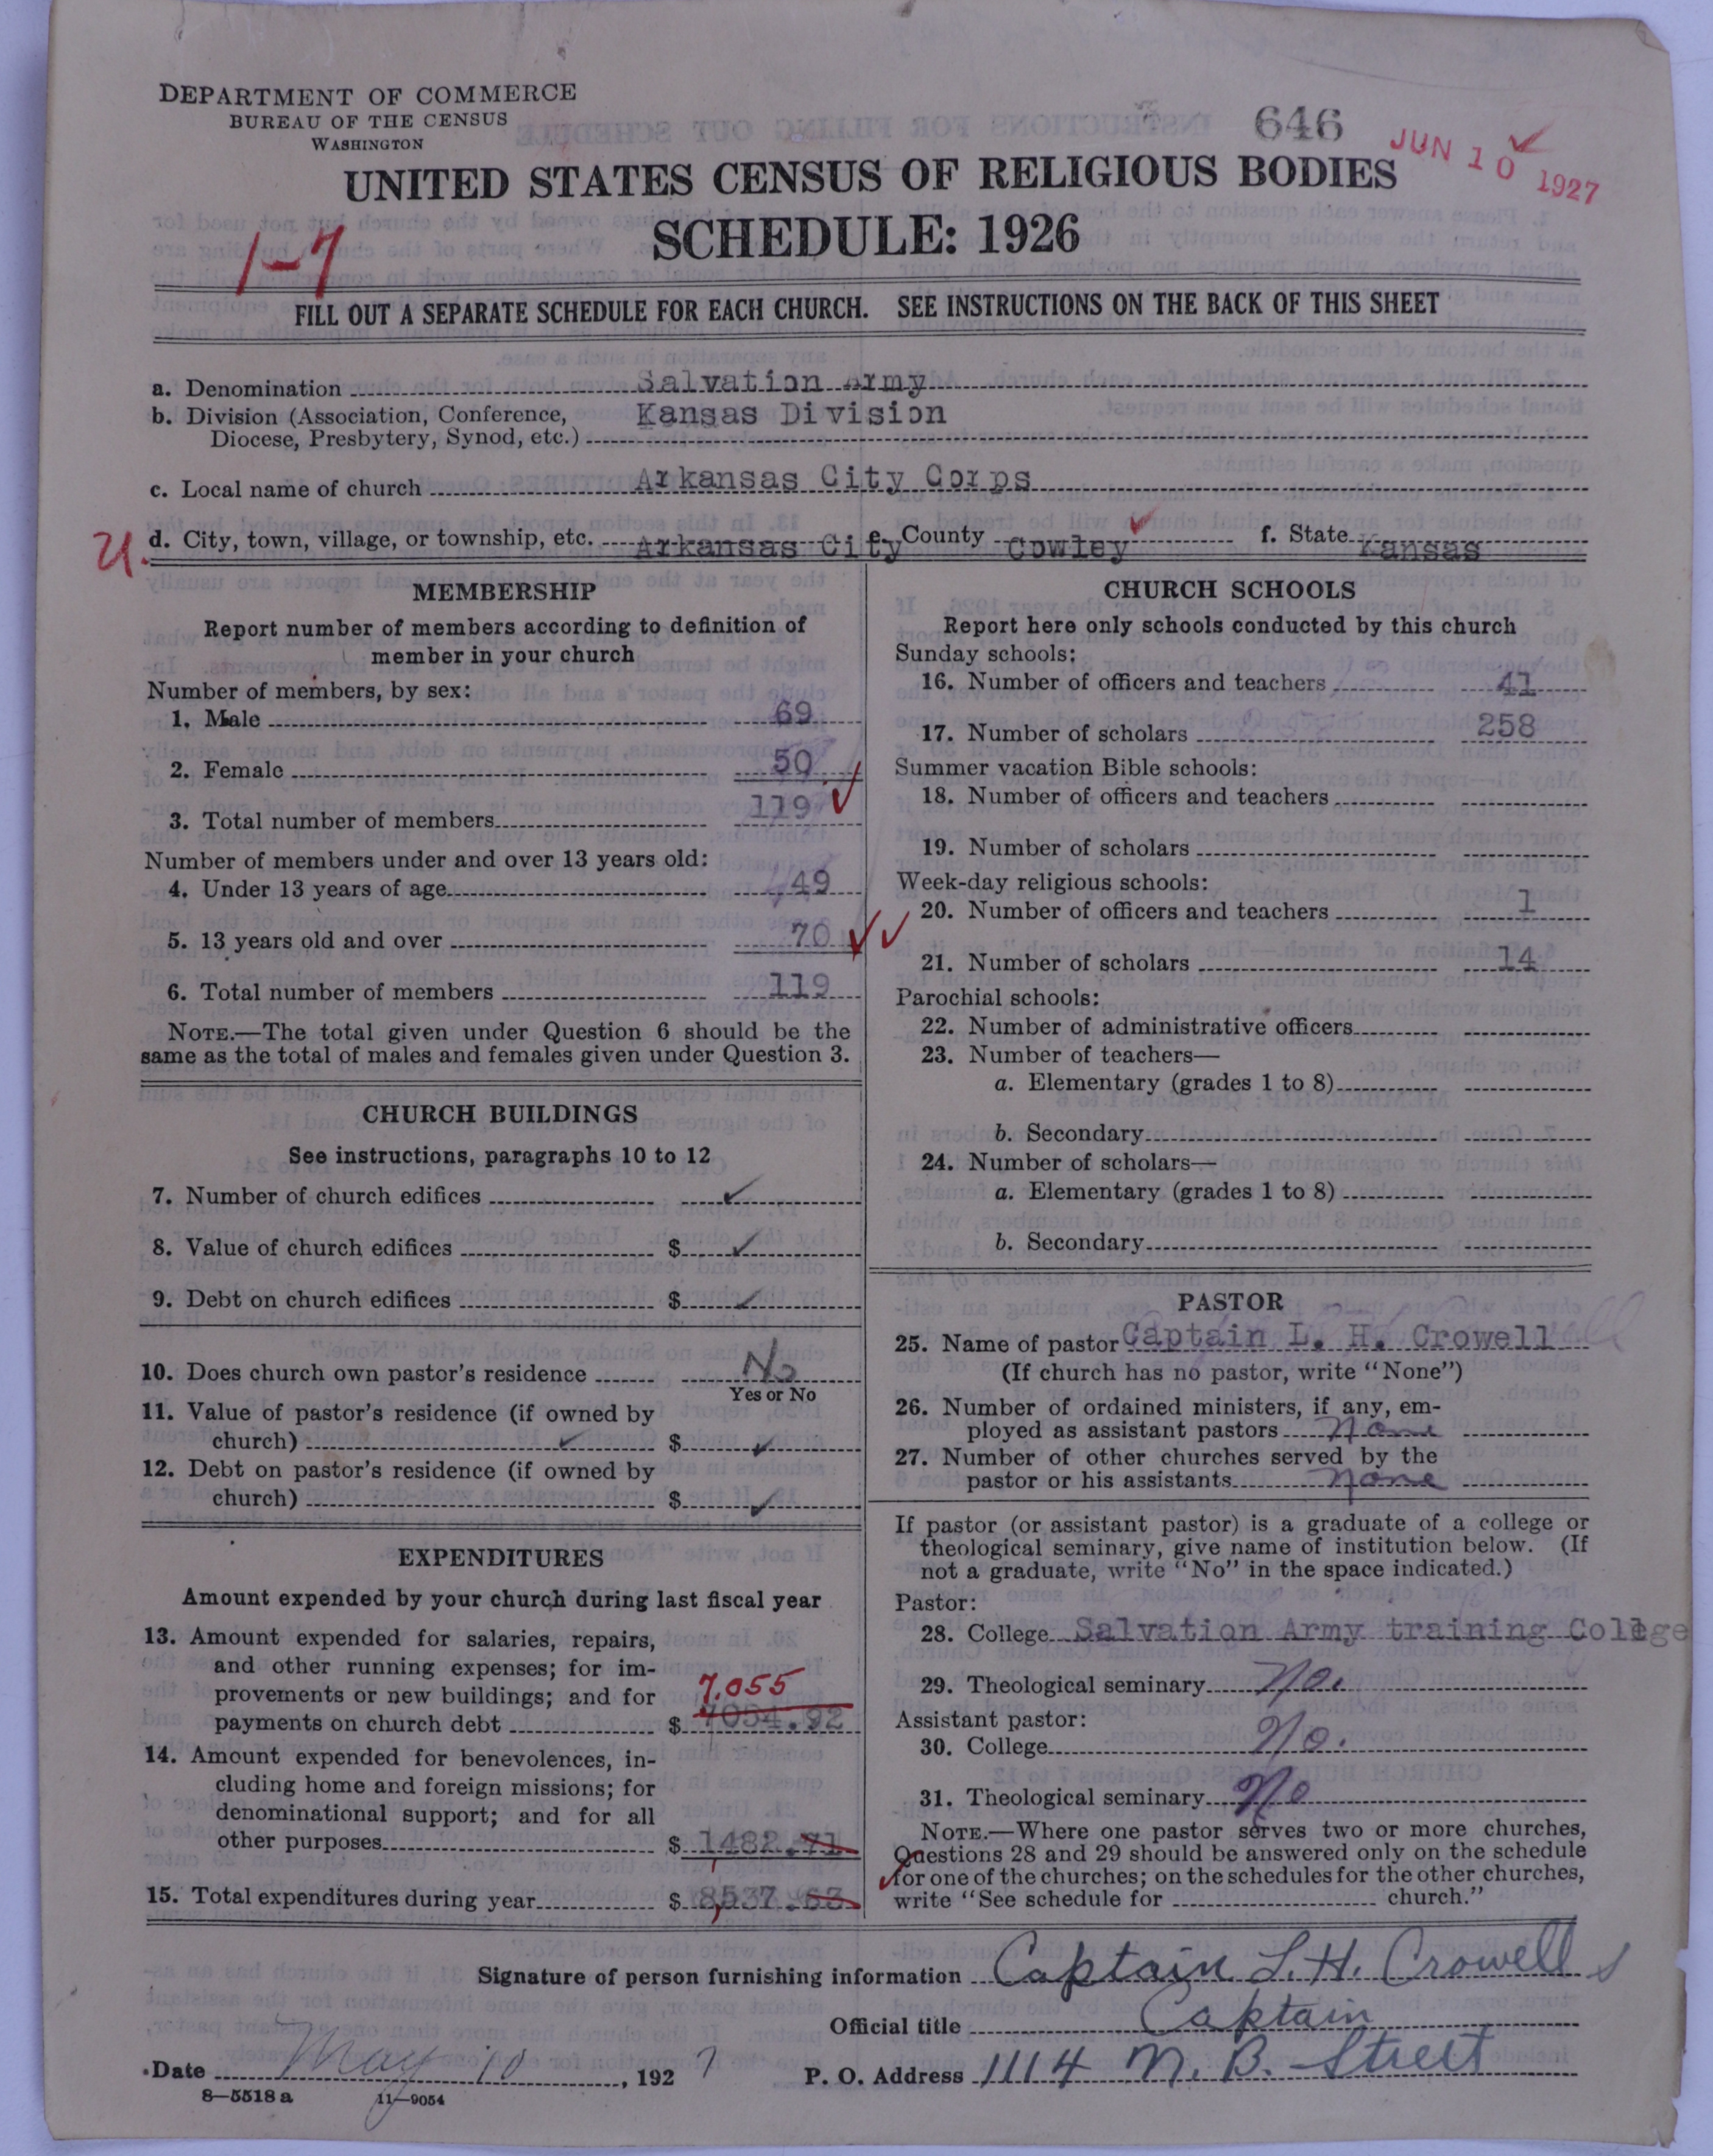 DEPARTMENT OF COMMERCE
BUREAU OF THE CENSUS
WASHINGTON
646
JUN 10 1927
UNITED STATES CENSUS OF RELIGIOUS BODIES
SCHEDULE: 1926
1-7
FILL OUT A SEPARATE SCHEDULE FOR EACH CHURCH. SEE INSTRUCTIONS ON THE BACK OF THIS SHEET
a. Denomination Salvation Army
b. Division (Association, Conference, Kansas Division
Diocese, Presbytery, Synod, etc.)
c. Local name of church Arkansas City Corps
d. City, town, village, or township, etc. Arkansas City e. County Cowley f. State Kansas
MEMBERSHIP
Report number of members according to definition of
member in your church
Number of members, by sex:
1. Male 69
2. Female 50
3. Total number of members 119
Number of members under and over 13 years old:
4. Under 13 years of age 49
5. 13 years old and over 70
6. Total number of members 119
NOTE.—The total given under Question 6 should be the
same as the total of males and females given under Question 3.
CHURCH BUILDINGS
See instructions, paragraphs 10 to 12
7. Number of church edifices ✓
8. Value of church edifices $ ✓
9. Debt on church edifices $ ✓
10. Does church own pastor's residence No
Yes or No
11. Value of pastor's residence (if owned by
church) ✓ $ ✓
12. Debt on pastor's residence (if owned by
church) $ ✓
EXPENDITURES
Amount expended by your church during last fiscal year
13. Amount expended for salaries, repairs,
and other running expenses; for im-
provements or new buildings; and for 7,055
payments on church debt $ 7054.92
14. Amount expended for benevolences, in-
cluding home and foreign missions; for
denominational support; and for all
other purposes $ 1482.71
15. Total expenditures during year $ 8,537.63
CHURCH SCHOOLS
Report here only schools conducted by this church
Sunday schools:
16. Number of officers and teachers 41
17. Number of scholars 258
Summer vacation Bible schools:
18. Number of officers and teachers
19. Number of scholars
Week-day religious schools:
20. Number of officers and teachers 1
21. Number of scholars 14
Parochial schools:
22. Number of administrative officers
23. Number of teachers—
a. Elementary (grades 1 to 8)
b. Secondary
24. Number of scholars—
a. Elementary (grades 1 to 8)
b. Secondary
PASTOR
25. Name of pastor Captain L. H. Crowell
(If church has no pastor, write "None")
26. Number of ordained ministers, if any, em-
ployed as assistant pastors None
27. Number of other churches served by the
pastor or his assistants None
If pastor (or assistant pastor) is a graduate of a college or
theological seminary, give name of institution below. (If
not a graduate, write "No" in the space indicated.)
Pastor:
28. College Salvation Army training College
29. Theological seminary No.
Assistant pastor:
30. College No.
31. Theological seminary No
NOTE.—Where one pastor serves two or more churches,
Questions 28 and 29 should be answered only on the schedule
for one of the churches; on the schedules for the other churches,
write "See schedule for church."
Signature of person furnishing information Captain L. H. Crowell
Official title Captain
Date May 10, 1927 P. O. Address 1114 N. B. Street
8—5518 a 11—9054